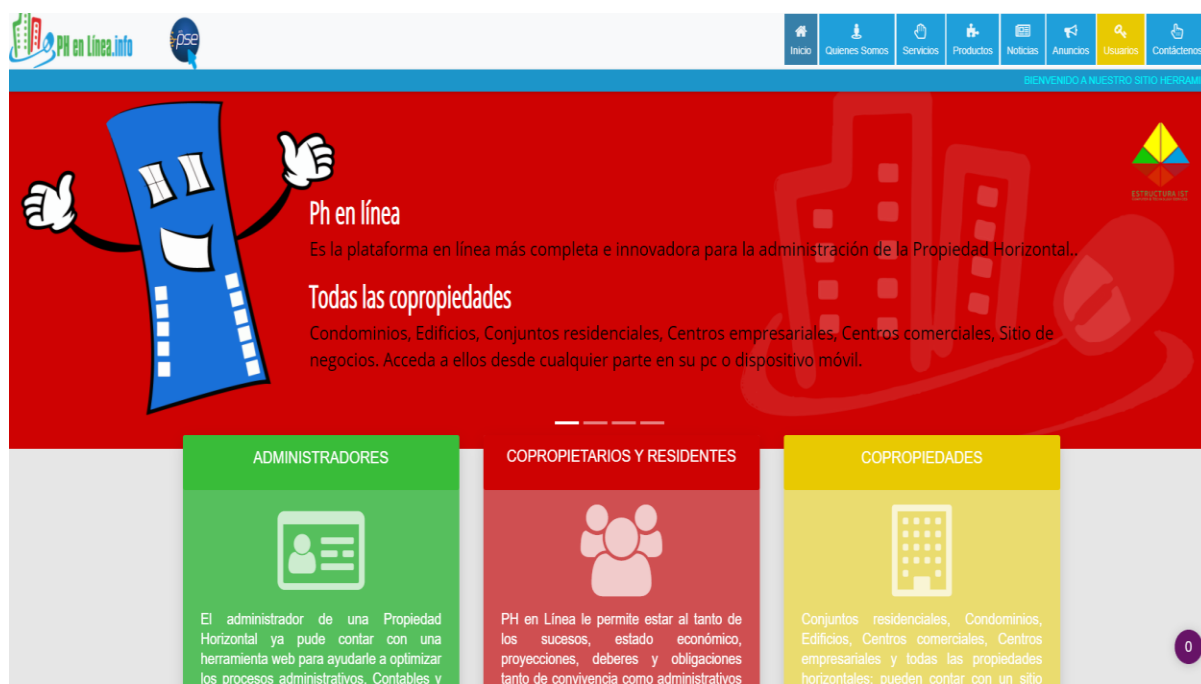 PH en Línea.info
pse
Inicio
Quienes Somos
Servicios
Productos
Noticias
Anuncios
Usuarios
Contáctenos
BIENVENIDO A NUESTRO SITIO HERRAMI
ESTRUCTURA IST
Ph en línea
Es la plataforma en línea más completa e innovadora para la administración de la Propiedad Horizontal..
Todas las copropiedades
Condominios, Edificios, Conjuntos residenciales, Centros empresariales, Centros comerciales, Sitio de
negocios. Acceda a ellos desde cualquier parte en su pc o dispositivo móvil.
ADMINISTRADORES
El administrador de una Propiedad
Horizontal ya pude contar con una
herramienta web para ayudarle a optimizar
los procesos administrativos, Contables y
COPROPIETARIOS Y RESIDENTES
PH en Línea le permite estar al tanto de
los sucesos, estado económico,
proyecciones, deberes y obligaciones
tanto de convivencia como administrativos
COPROPIEDADES
Conjuntos residenciales, Condominios,
Edificios, Centros comerciales, Centros
empresariales y todas las propiedades
horizontales; pueden contar con un sitio
0